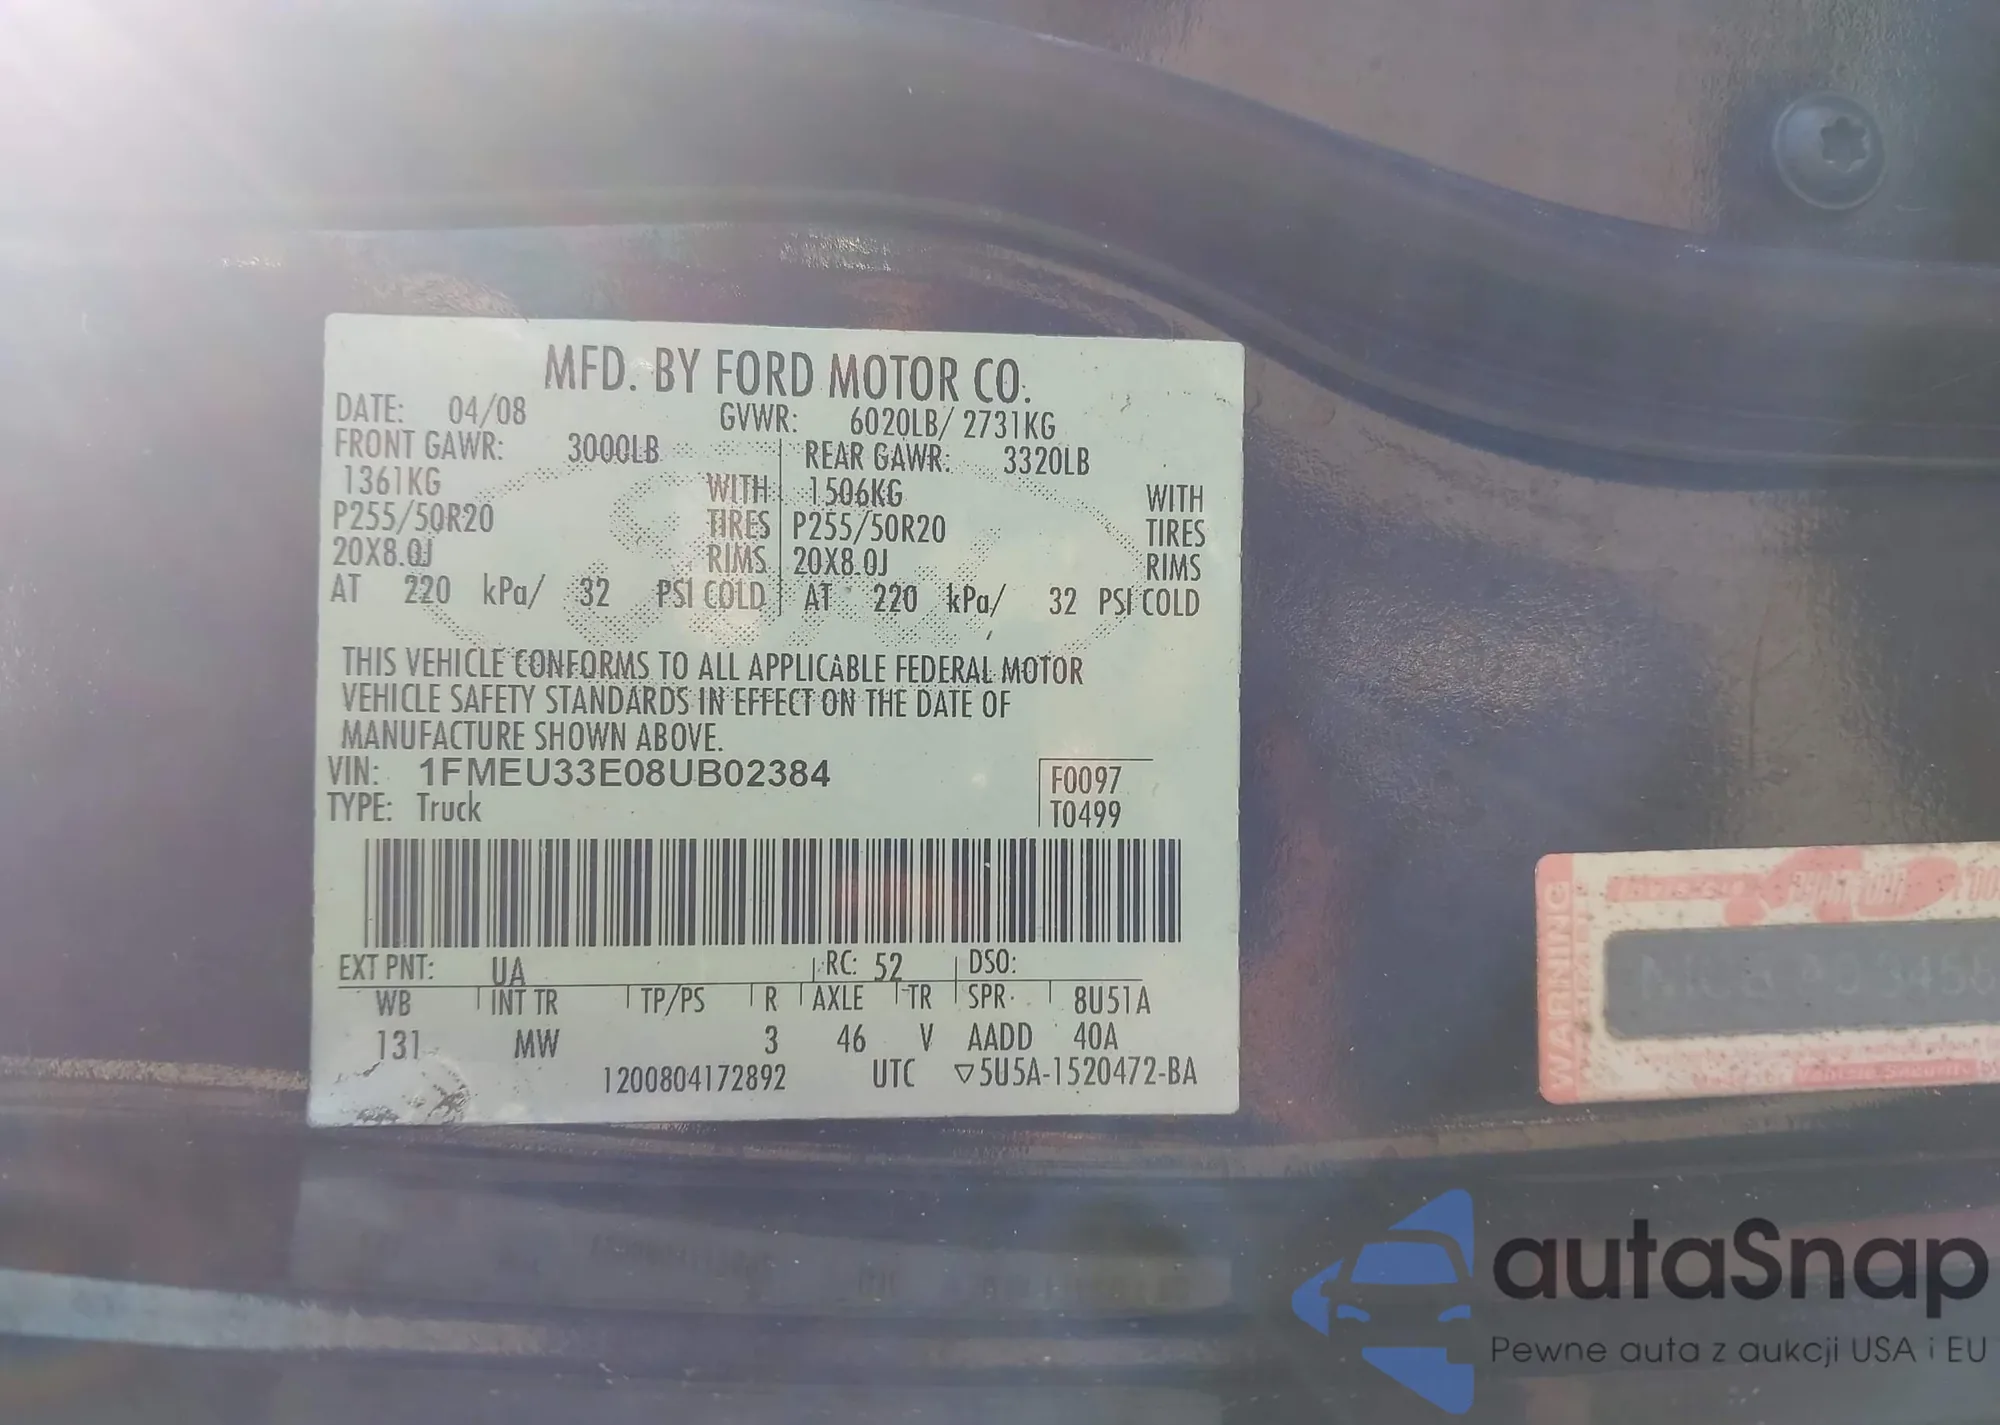 MFD. BY FORD MOTOR CO.
DATE: 04/08 GVWR: 6020LB/ 2731KG
FRONT GAWR: 3000LB REAR GAWR: 3320LB
1361KG WITH 1506KG WITH
P255/50R20 TIRES P255/50R20 TIRES
20X8.0J RIMS 20X8.0J RIMS
AT 220 kPa/ 32 PSI COLD AT 220 kPa/ 32 PSI COLD
THIS VEHICLE CONFORMS TO ALL APPLICABLE FEDERAL MOTOR
VEHICLE SAFETY STANDARDS IN EFFECT ON THE DATE OF
MANUFACTURE SHOWN ABOVE.
VIN: 1FMEU33E08UB02384 F0097
TYPE: Truck T0499
EXT PNT: UA RC: 52 DSO:
WB INT TR TP/PS R AXLE TR SPR 8U51A
131 MW 3 46 V AADD 40A
1200804172892 UTC ▽5U5A-1520472-BA
WARNING
autaSnap
Pewne auta z aukcji USA i EU